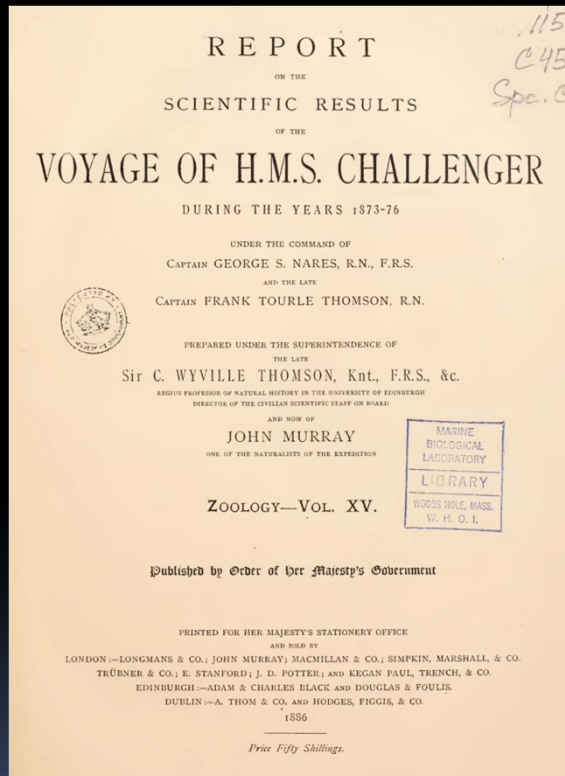 115
C45
REPORT
ON THE
SCIENTIFIC RESULTS
OF THE
VOYAGE OF H.M.S. CHALLENGER
DURING THE YEARS 1873-76
UNDER THE COMMAND OF
CAPTAIN GEORGE S. NARES, R.N., F.R.S.
AND THE LATE
CAPTAIN FRANK TOURLE THOMSON, R.N.
PREPARED UNDER THE SUPERINTENDENCE OF
THE LATE
Sir C. WYVILLE THOMSON, Knt., F.R.S., &c.
REGIUS PROFESSOR OF NATURAL HISTORY IN THE UNIVERSITY OF EDINBURGH
DIRECTOR OF THE CIVILIAN SCIENTIFIC STAFF ON BOARD
AND NOW OF
JOHN MURRAY
ONE OF THE NATURALISTS OF THE EXPEDITION
MARINE
BIOLOGICAL
LABORATORY
LIBRARY
WOODS HOLE, MASS.
W. H. O. I.
ZOOLOGY—VOL. XV.
Published by Order of Her Majesty's Government
PRINTED FOR HER MAJESTY'S STATIONERY OFFICE
AND SOLD BY
LONDON:—LONGMANS & CO.; JOHN MURRAY; MACMILLAN & CO.; SIMPKIN, MARSHALL, & CO.
TRÜBNER & CO.; E. STANFORD; J. D. POTTER; AND KEGAN PAUL, TRENCH, & CO.
EDINBURGH:—ADAM & CHARLES BLACK AND DOUGLAS & FOULIS.
DUBLIN:—A. THOM & CO. AND HODGES, FIGGIS, & CO.
1886
Price Fifty Shillings.